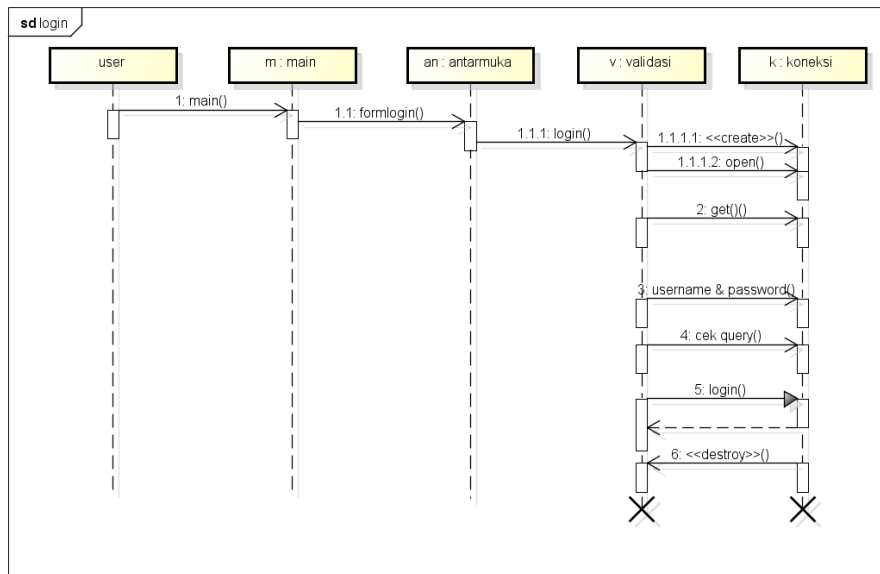 sd login
user
m : main
an : antarmuka
v : validasi
k : koneksi
1: main()
1.1: formlogin()
1.1.1: login()
1.1.1.1: <<create>>()
1.1.1.2: open()
2: get()()
3: username & password()
4: cek query()
5: login()
6: <<destroy>>()